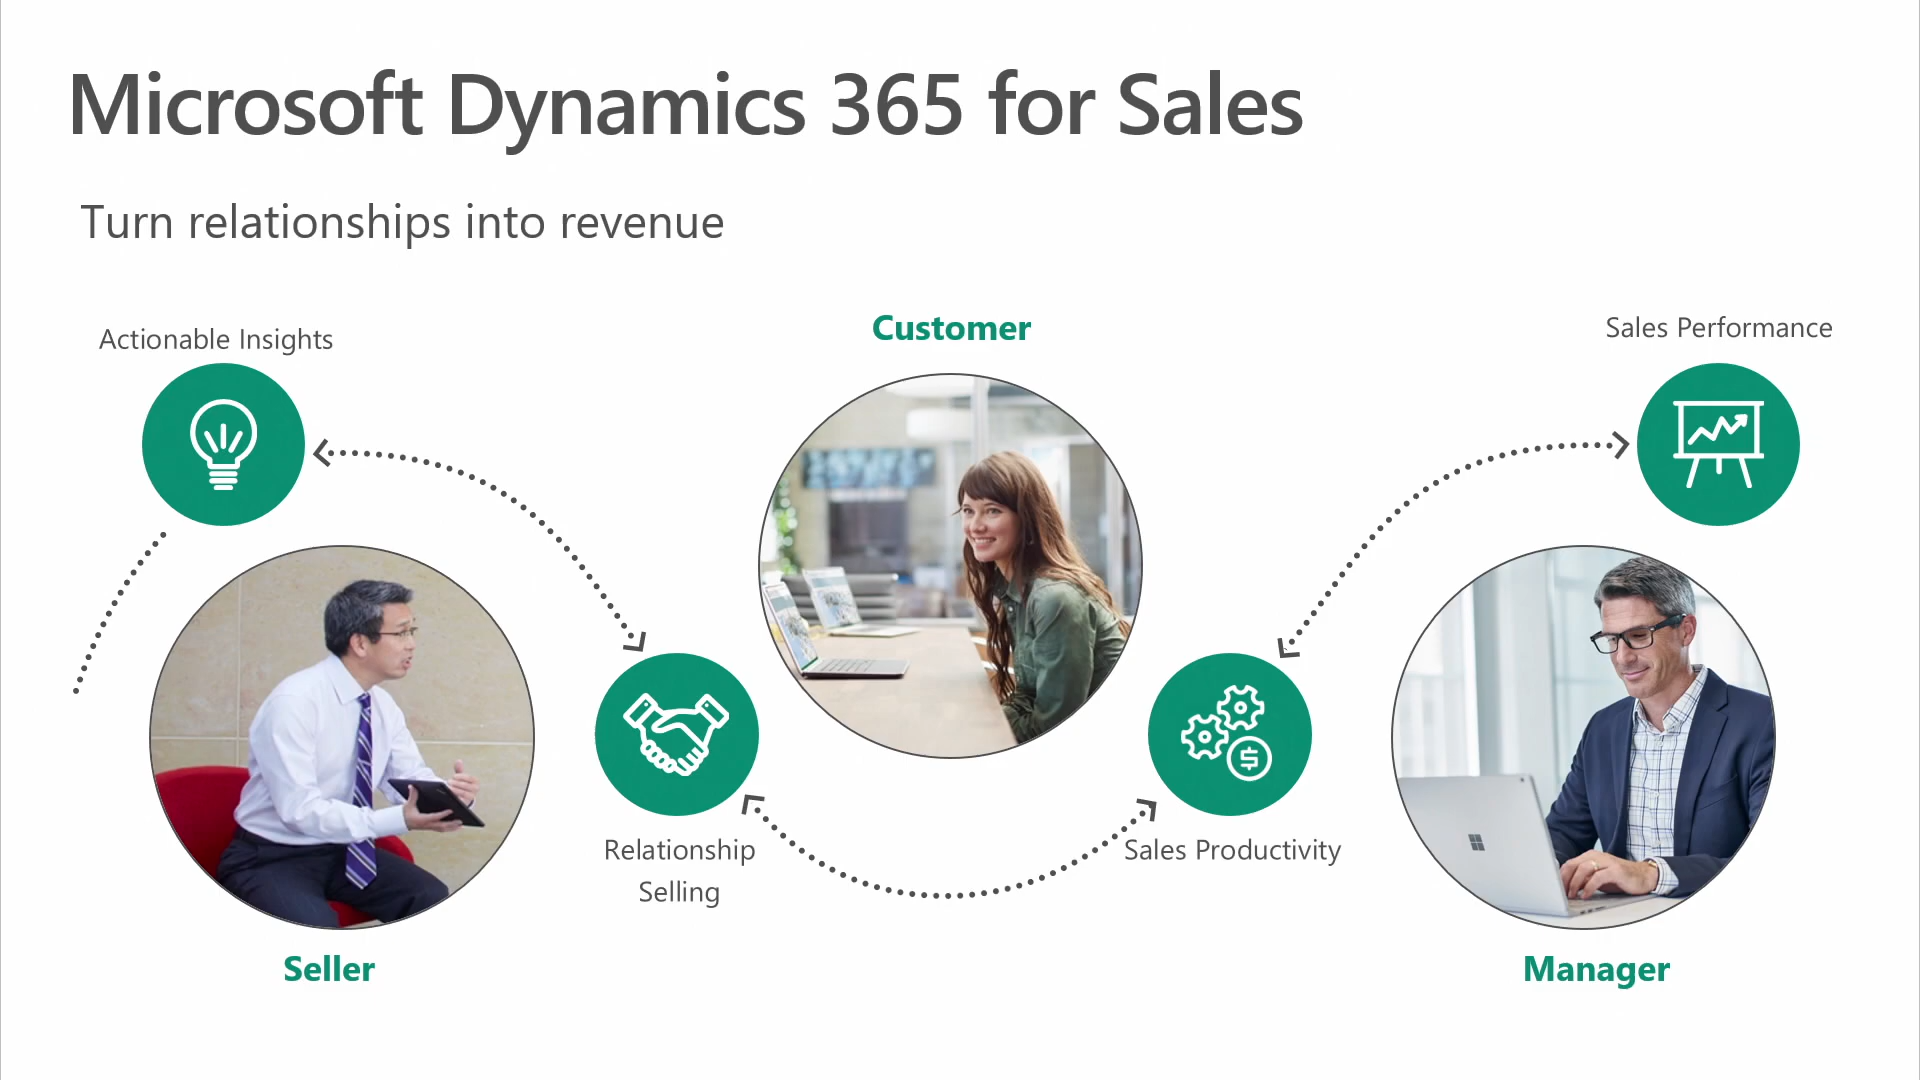 Microsoft Dynamics 365 for Sales
Turn relationships into revenue
Actionable Insights
Customer
Sales Performance
Relationship
Selling
Sales Productivity
Seller
Manager